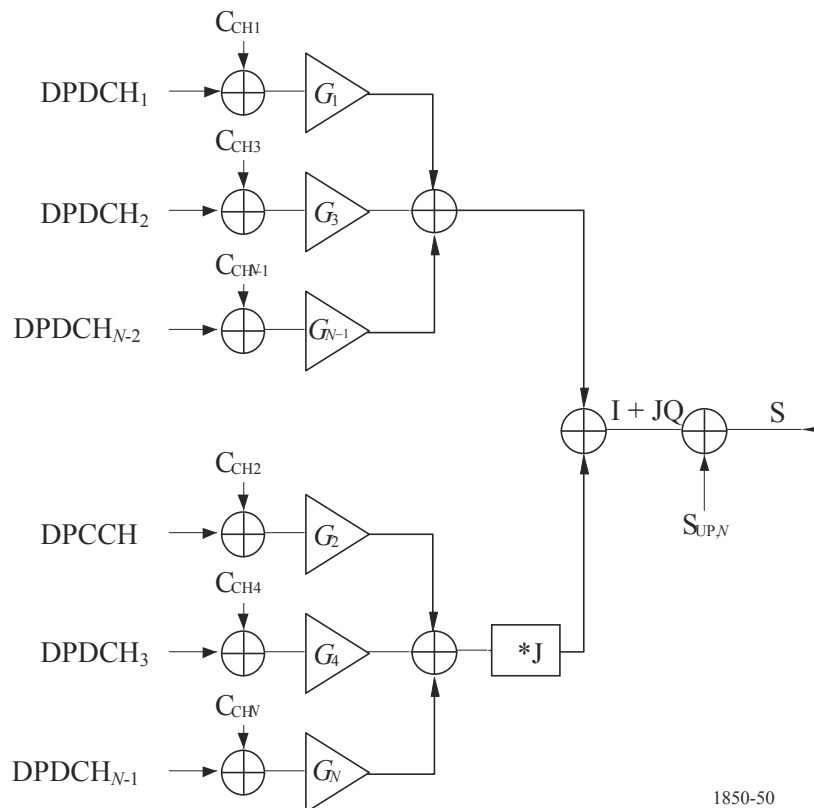 C_CH1
DPDCH_1 G_1
C_CH3
DPDCH_2 G_3
C_CHN-1
DPDCH_N-2 G_N–1
I + JQ S
S_UP,N
C_CH2
DPCCH G_2
C_CH4
DPDCH_3 G_4 *J
C_CHN
DPDCH_N-1 G_N
1850-50